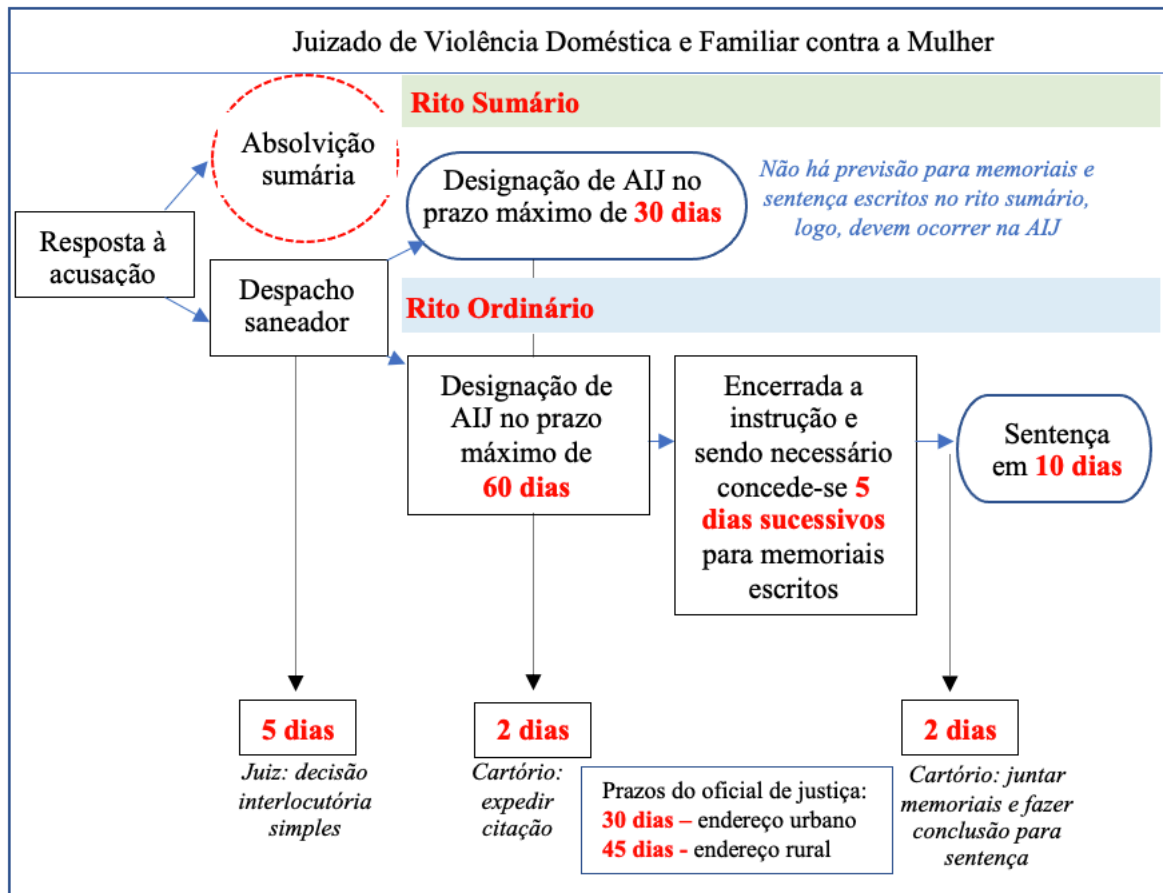 Juizado de Violência Doméstica e Familiar contra a Mulher
Rito Sumário
Absolvição
sumária
Designação de AIJ no
prazo máximo de 30 dias
Não há previsão para memoriais e
sentença escritos no rito sumário,
logo, devem ocorrer na AIJ
Resposta à
acusação
Despacho
saneador
Rito Ordinário
Designação de
AIJ no prazo
máximo de
60 dias
Encerrada a
instrução e
sendo necessário
concede-se 5
dias sucessivos
para memoriais
escritos
Sentença
em 10 dias
5 dias
Juiz: decisão
interlocutória
simples
2 dias
Cartório:
expedir
citação
Prazos do oficial de justiça:
30 dias – endereço urbano
45 dias - endereço rural
2 dias
Cartório: juntar
memoriais e fazer
conclusão para
sentença